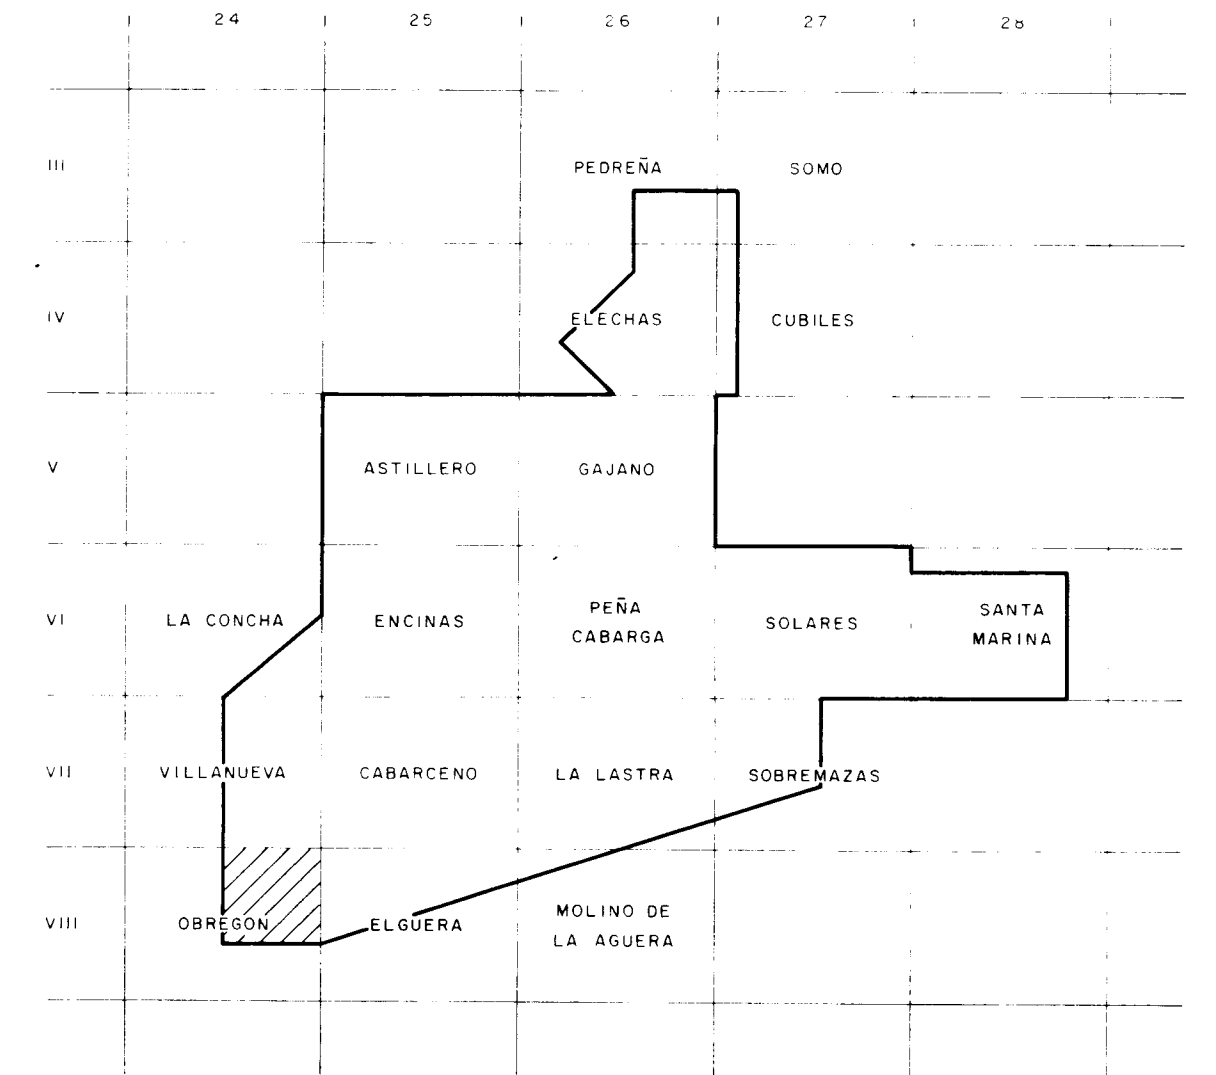 24 25 26 27 28
III PEDREÑA SOMO
IV ELECHAS CUBILES
V ASTILLERO GAJANO
VI LA CONCHA ENCINAS PEÑA CABARGA SOLARES SANTA MARINA
VII VILLANUEVA CABARCENO LA LASTRA SOBREMAZAS
VIII OBREGON ELGUERA MOLINO DE LA AGUERA